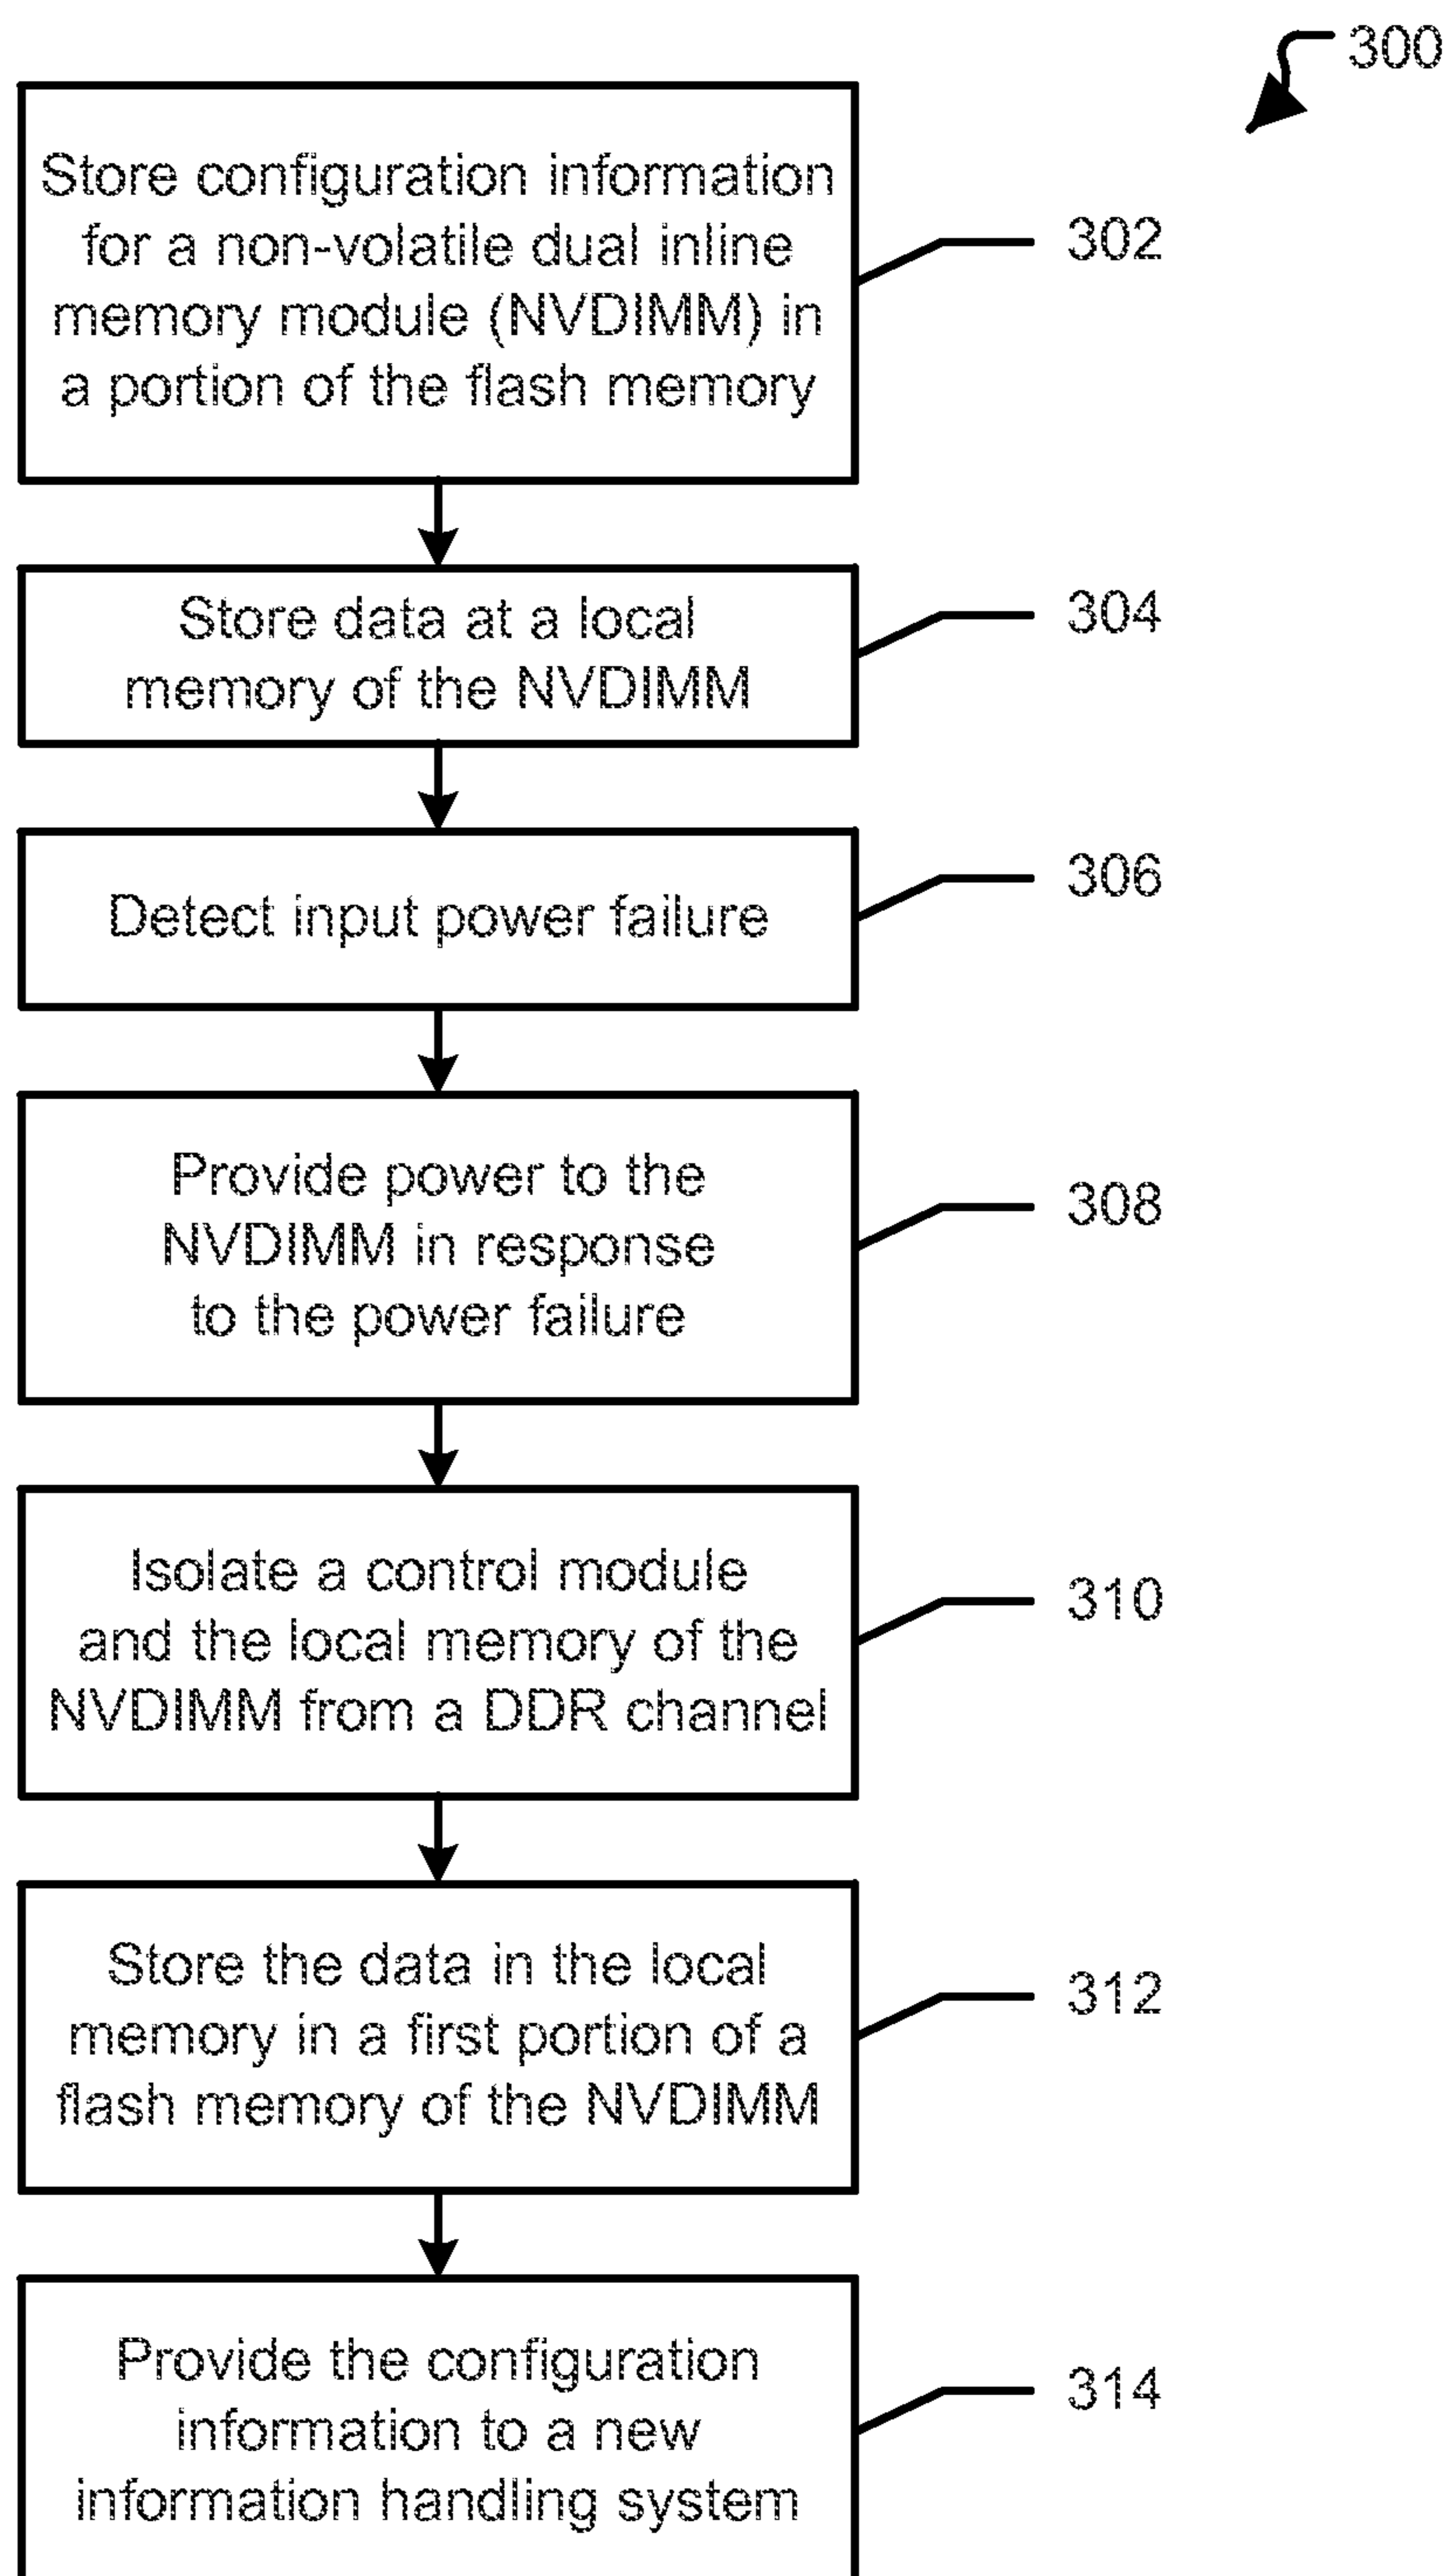 300
Store configuration information
for a non-volatile dual inline
memory module (NVDIMM) in
a portion of the flash memory
302
Store data at a local
memory of the NVDIMM
304
Detect input power failure
306
Provide power to the
NVDIMM in response
to the power failure
308
Isolate a control module
and the local memory of the
NVDIMM from a DDR channel
310
Store the data in the local
memory in a first portion of a
flash memory of the NVDIMM
312
Provide the configuration
information to a new
information handling system
314